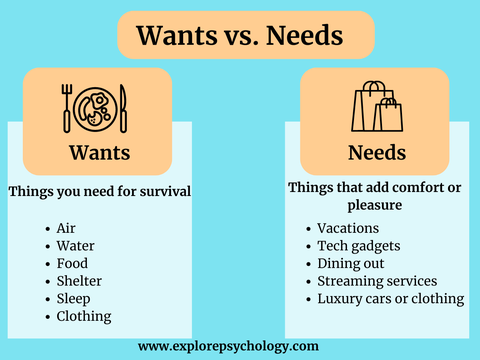 Wants vs. Needs
Wants
Things you need for survival
Air
Water
Food
Shelter
Sleep
Clothing
Needs
Things that add comfort or
pleasure
Vacations
Tech gadgets
Dining out
Streaming services
Luxury cars or clothing
www.explorepsychology.com